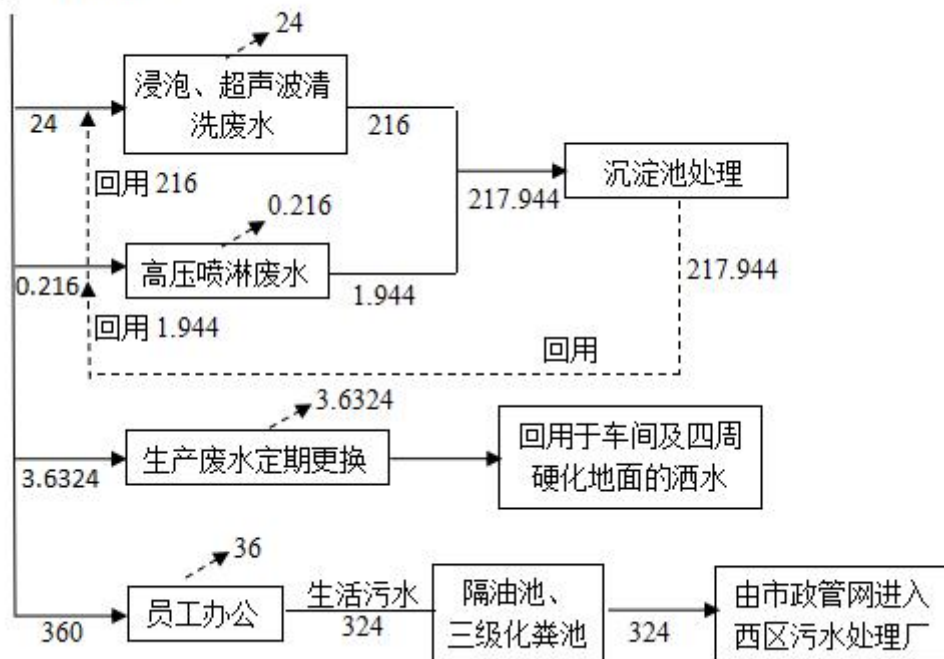 24
浸泡、超声波清
洗废水
24
216
回用 216
沉淀池处理
217.944
0.216
高压喷淋废水
0.216
1.944
217.944
回用 1.944
回用
3.6324
生产废水定期更换
3.6324
回用于车间及四周
硬化地面的洒水
36
员工办公
360
生活污水
324
隔油池、
三级化粪池
324
由市政管网进入
西区污水处理厂